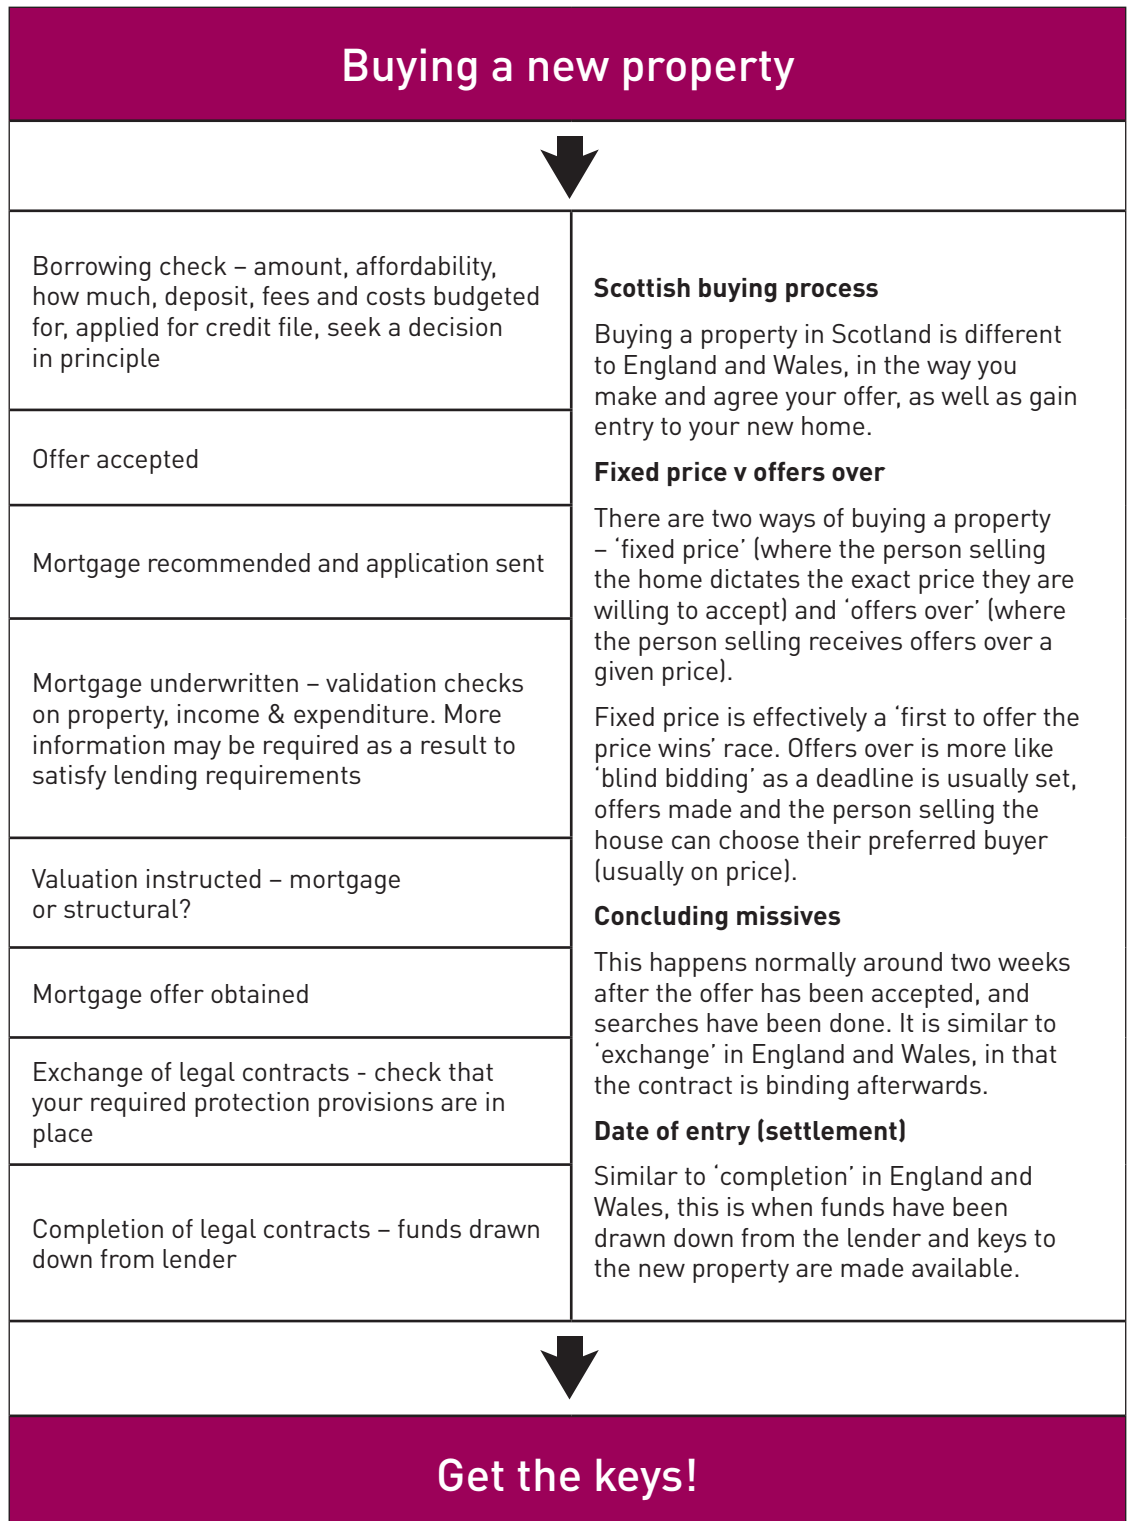 Buying a new property
Borrowing check – amount, affordability,
how much, deposit, fees and costs budgeted
for, applied for credit file, seek a decision
in principle
Offer accepted
Mortgage recommended and application sent
Mortgage underwritten – validation checks
on property, income & expenditure. More
information may be required as a result to
satisfy lending requirements
Valuation instructed – mortgage
or structural?
Mortgage offer obtained
Exchange of legal contracts - check that
your required protection provisions are in
place
Completion of legal contracts – funds drawn
down from lender
Scottish buying process
Buying a property in Scotland is different
to England and Wales, in the way you
make and agree your offer, as well as gain
entry to your new home.
Fixed price v offers over
There are two ways of buying a property
– ‘fixed price’ (where the person selling
the home dictates the exact price they are
willing to accept) and ‘offers over’ (where
the person selling receives offers over a
given price).
Fixed price is effectively a ‘first to offer the
price wins’ race. Offers over is more like
‘blind bidding’ as a deadline is usually set,
offers made and the person selling the
house can choose their preferred buyer
(usually on price).
Concluding missives
This happens normally around two weeks
after the offer has been accepted, and
searches have been done. It is similar to
‘exchange’ in England and Wales, in that
the contract is binding afterwards.
Date of entry (settlement)
Similar to ‘completion’ in England and
Wales, this is when funds have been
drawn down from the lender and keys to
the new property are made available.
Get the keys!